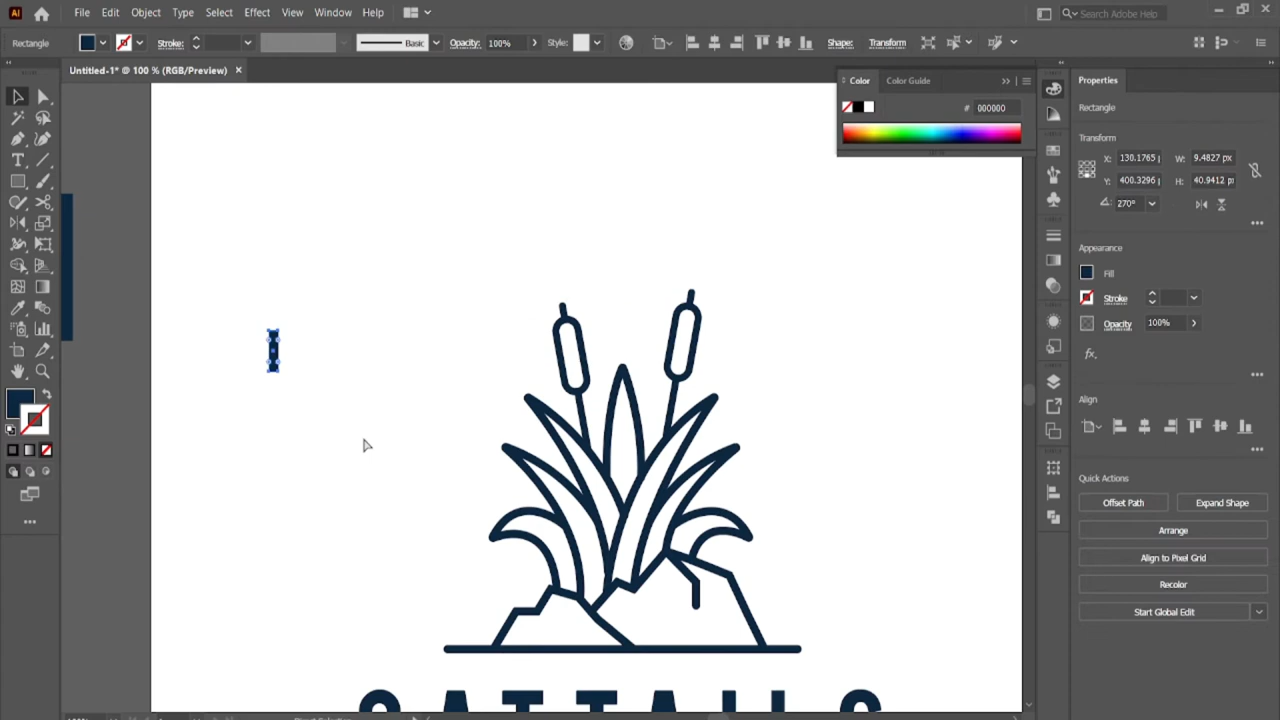 Ai File Edit Object Type Select Effect View Window Help Search Adobe Help
Rectangle Stroke: Basic Opacity: 100% Style: Shape: Transform
Untitled-1* @ 100 % (RGB/Preview) ×
Color Color Guide
# 000000
Properties
Rectangle
Transform
X: 130.1765 W: 9.4827 px
Y: 400.3296 H: 40.9412
270°
Appearance
Fill
Stroke
Opacity 100%
fx.
Align
Quick Actions
Offset Path Expand Shape
Arrange
Align to Pixel Grid
Recolor
Start Global Edit
CATTAILS